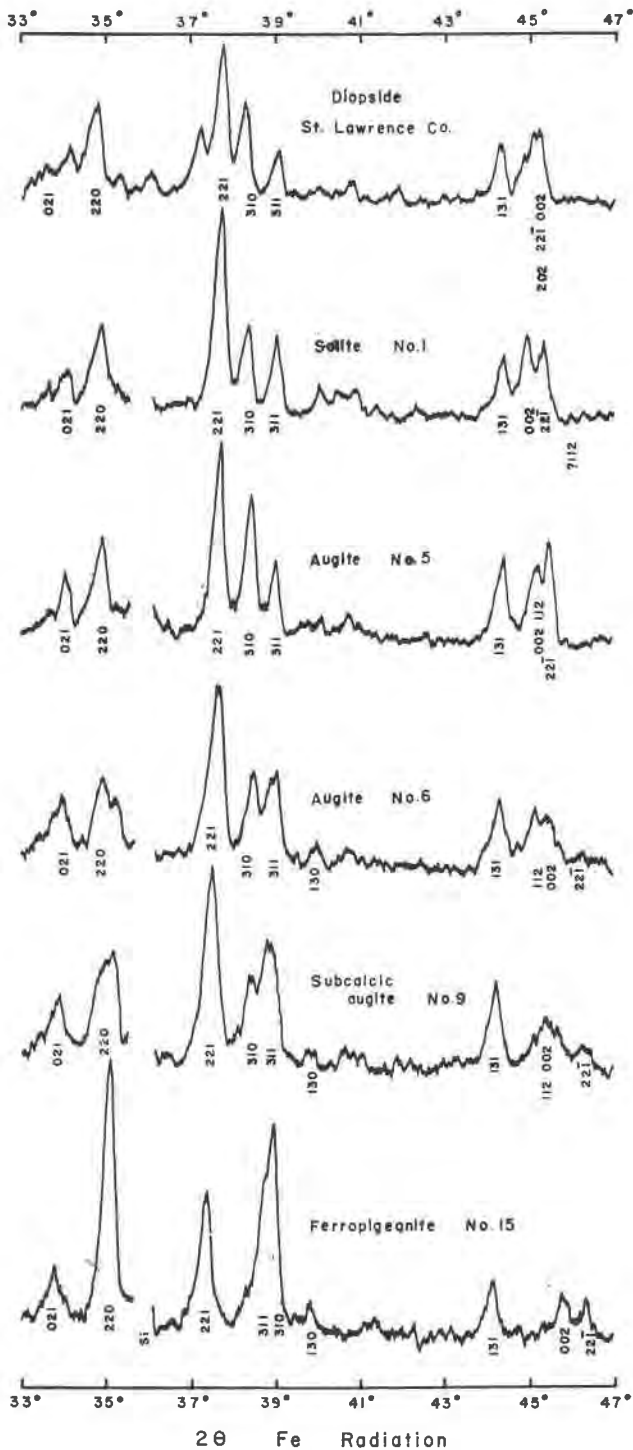 33° 35° 37° 39° 41° 43° 45° 47°
Diopside
St. Lawrence Co.
021 220 221 310 311 131 002
22̄1
202
Salite No.1
021 220 221 310 311 131 002 22̄1
?112
Augite No.5
021 220 221 310 311 131 002 112
22̄1
Augite No.6
021 220 221 310 311 130 131 112 002 22̄1
Subcalcic
augite No.9
021 220 221 310 311 130 131 112 002 22̄1
Ferropigeonite No.15
021 220 Si 221 311 310 130 131 002 22̄1
33° 35° 37° 39° 41° 43° 45° 47°
2θ Fe Radiation